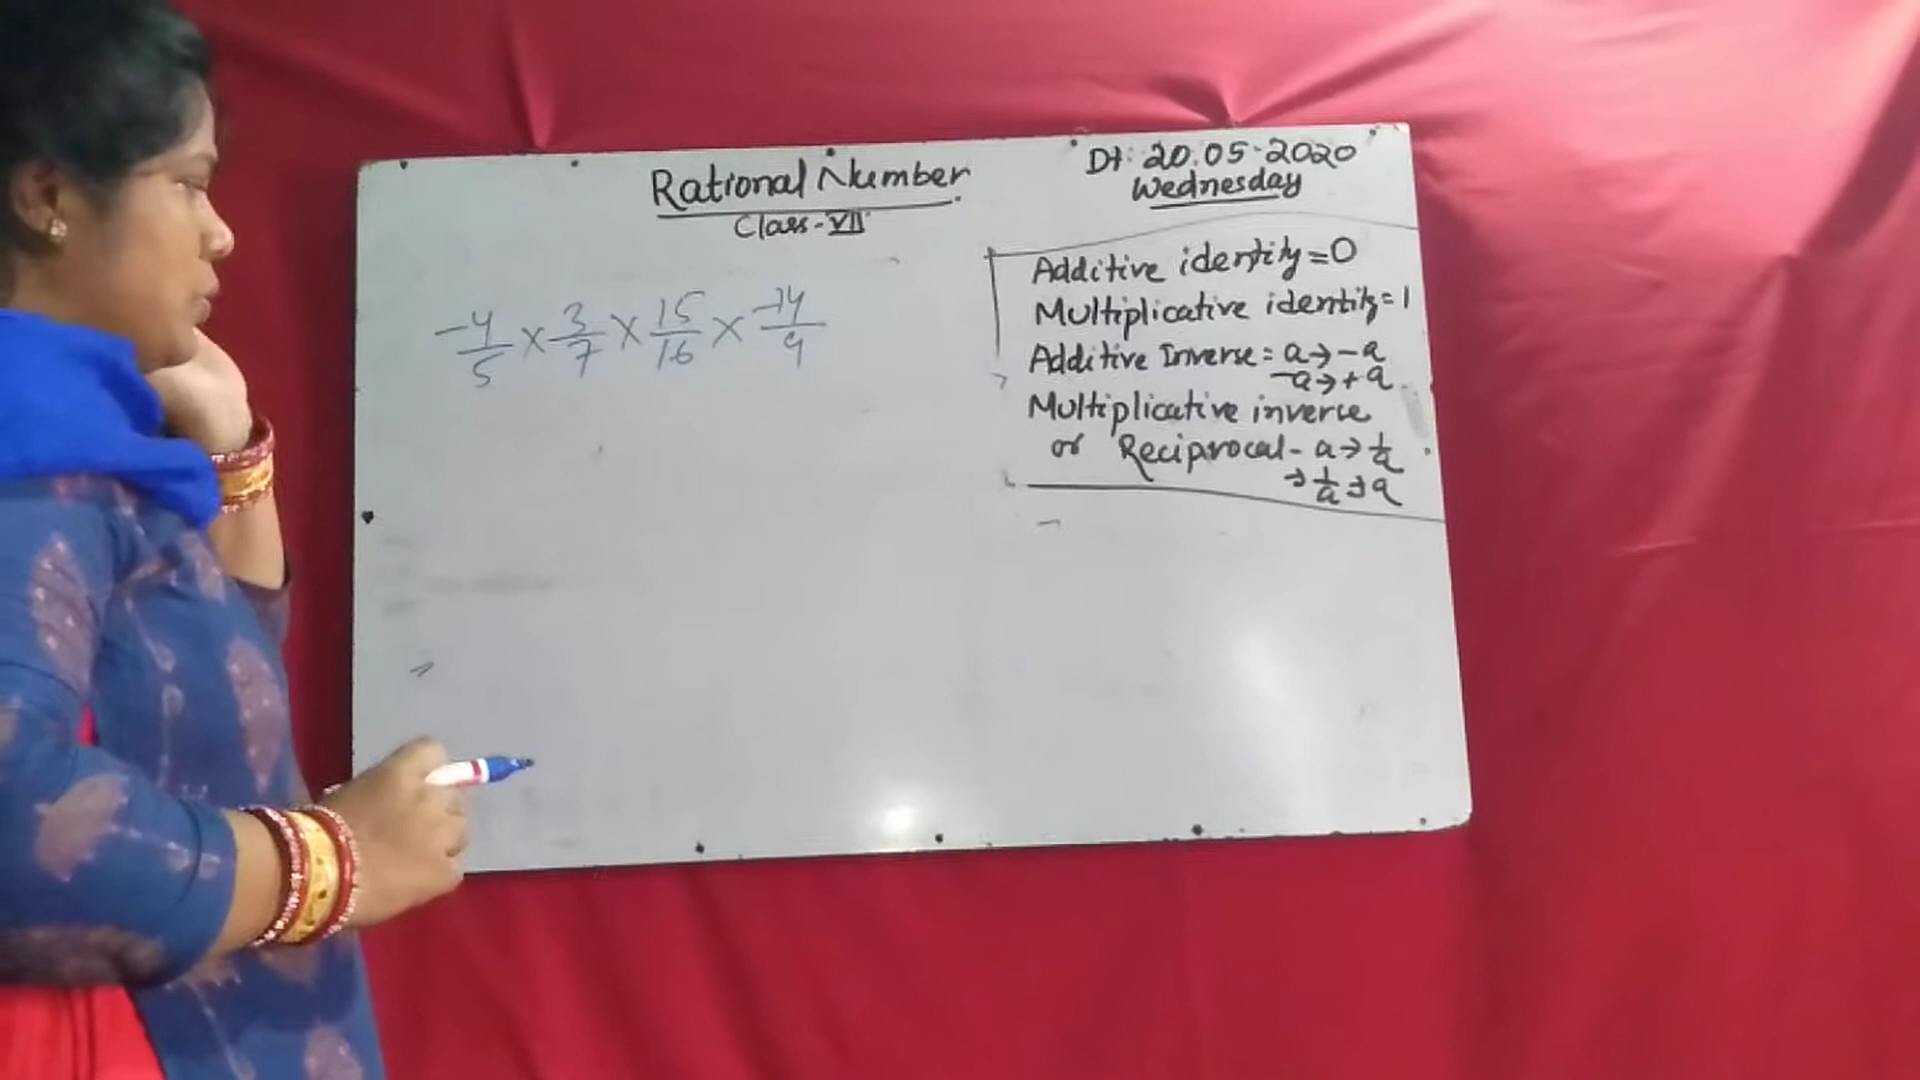 Rational Number
Class-VII
Dt: 20.05.2020
Wednesday
-4/5 × 3/7 × 15/16 × -14/9
Additive identity = 0
Multiplicative identity = 1
Additive Inverse = a → -a
-a → +a
Multiplicative inverse
or Reciprocal - a → 1/a
→ 1/a → a